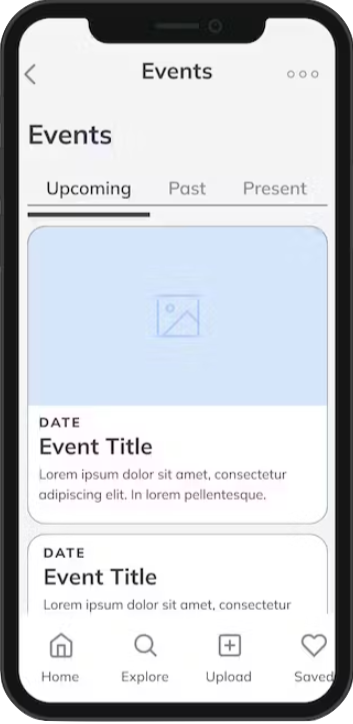 Events
Events
Upcoming Past Present
DATE
Event Title
Lorem ipsum dolor sit amet, consectetur
adipiscing elit. In lorem pellentesque.
DATE
Event Title
Lorem ipsum dolor sit amet, consectetur
Home Explore Upload Saved